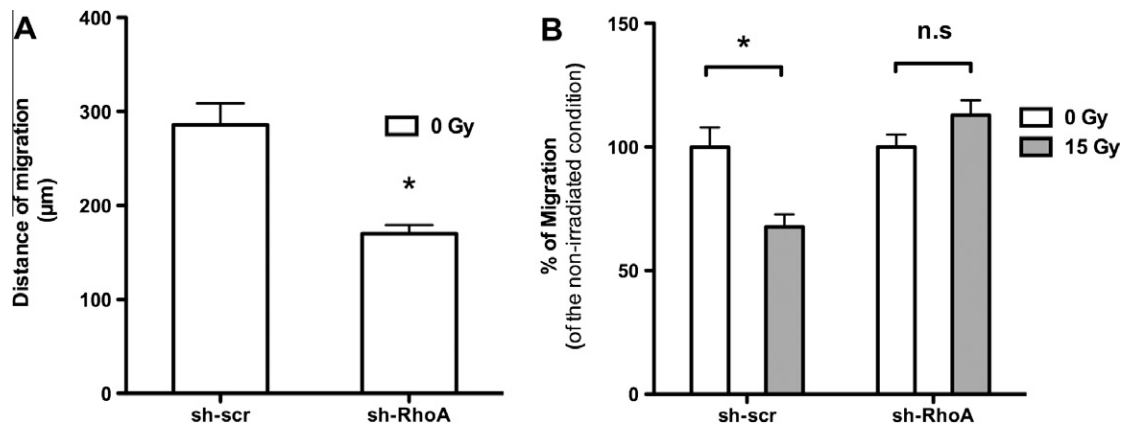 A
Distance of migration
(µm)
400
300
200
100
0
0 Gy
*
sh-scr
sh-RhoA
B
% of Migration
(of the non-irradiated condition)
150
100
50
0
*
n.s
0 Gy
15 Gy
sh-scr
sh-RhoA